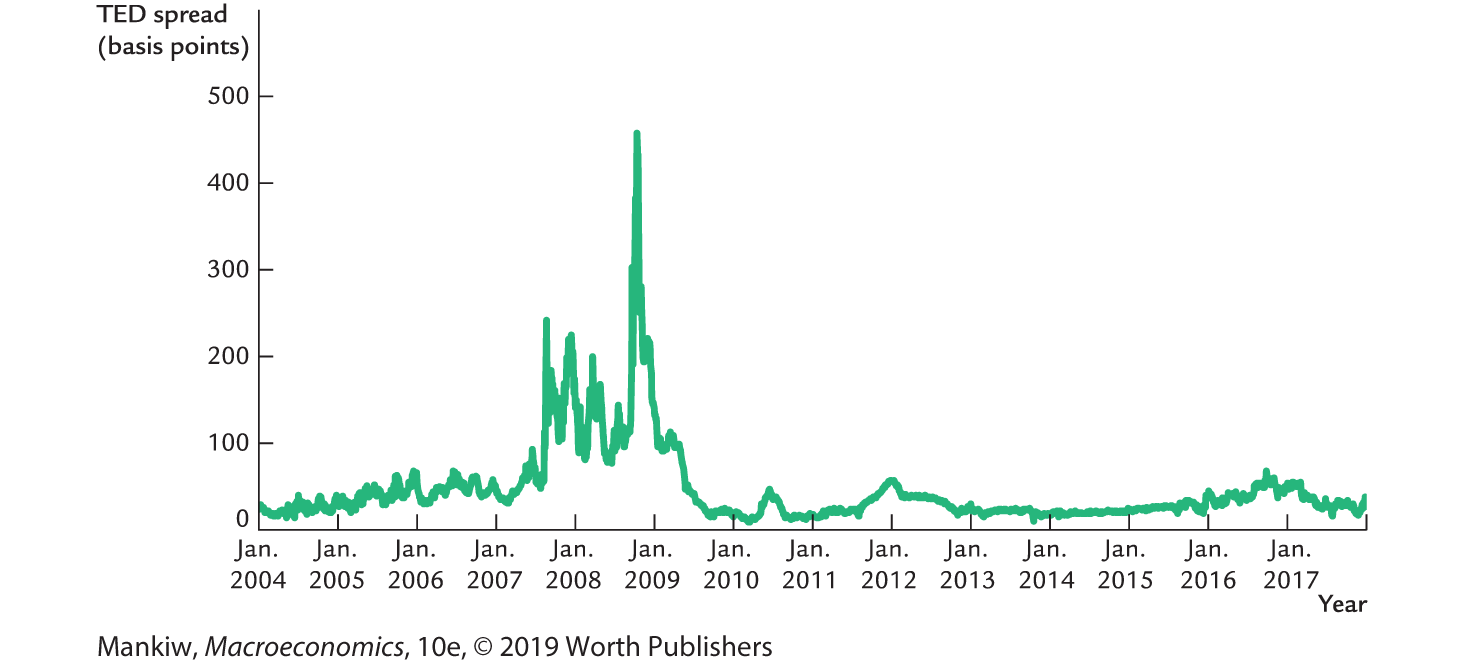 TED spread
(basis points)
500
400
300
200
100
0
Jan. Jan. Jan. Jan. Jan. Jan. Jan. Jan. Jan. Jan. Jan. Jan. Jan. Jan.
2004 2005 2006 2007 2008 2009 2010 2011 2012 2013 2014 2015 2016 2017
Year
Mankiw, Macroeconomics, 10e, © 2019 Worth Publishers